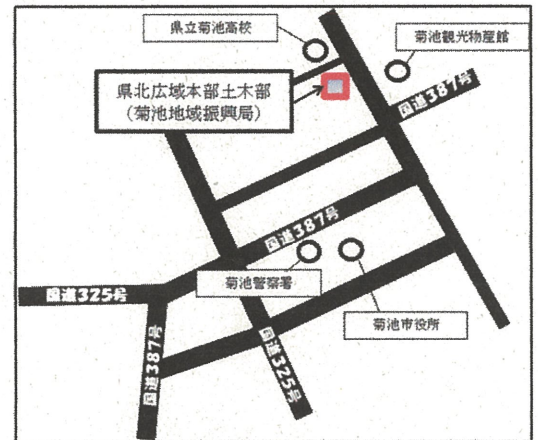 県立菊池高校
菊池観光物産館
県北広域本部土木部
（菊池地域振興局）
国道387号
国道387号
菊池警察署
国道325号
菊池市役所
国道387号
国道325号